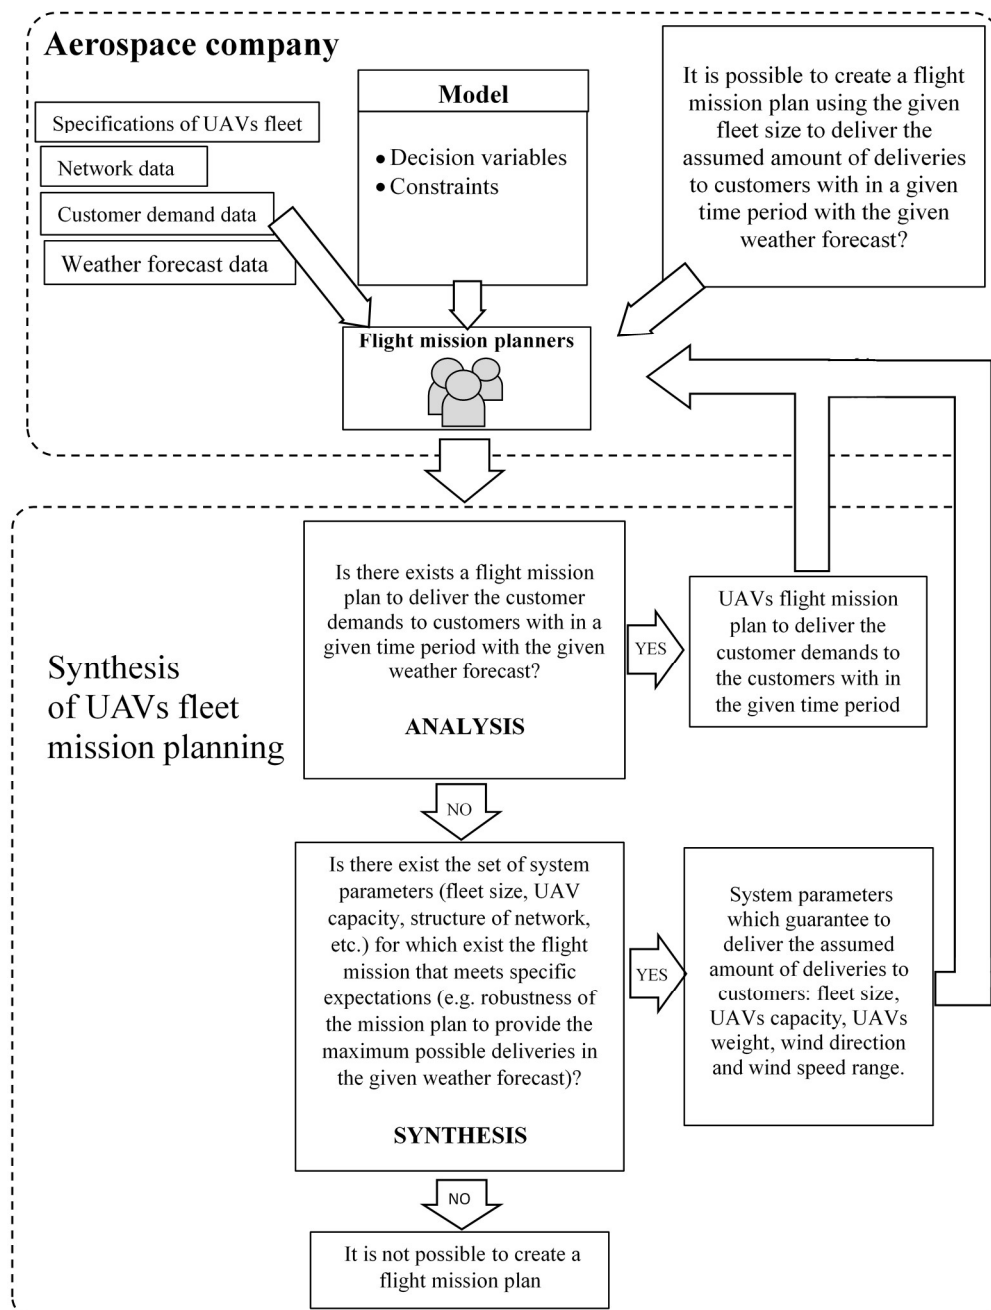 Aerospace company
Specifications of UAVs fleet
Network data
Customer demand data
Weather forecast data
Model
• Decision variables
• Constraints
It is possible to create a flight
mission plan using the given
fleet size to deliver the
assumed amount of deliveries
to customers with in a given
time period with the given
weather forecast?
Flight mission planners
Synthesis
of UAVs fleet
mission planning
Is there exists a flight mission
plan to deliver the customer
demands to customers with in a
given time period with the given
weather forecast?
ANALYSIS
YES
UAVs flight mission
plan to deliver the
customer demands to
the customers with in
the given time period
NO
Is there exist the set of system
parameters (fleet size, UAV
capacity, structure of network,
etc.) for which exist the flight
mission that meets specific
expectations (e.g. robustness of
the mission plan to provide the
maximum possible deliveries in
the given weather forecast)?
SYNTHESIS
YES
System parameters
which guarantee to
deliver the assumed
amount of deliveries to
customers: fleet size,
UAVs capacity, UAVs
weight, wind direction
and wind speed range.
NO
It is not possible to create a
flight mission plan